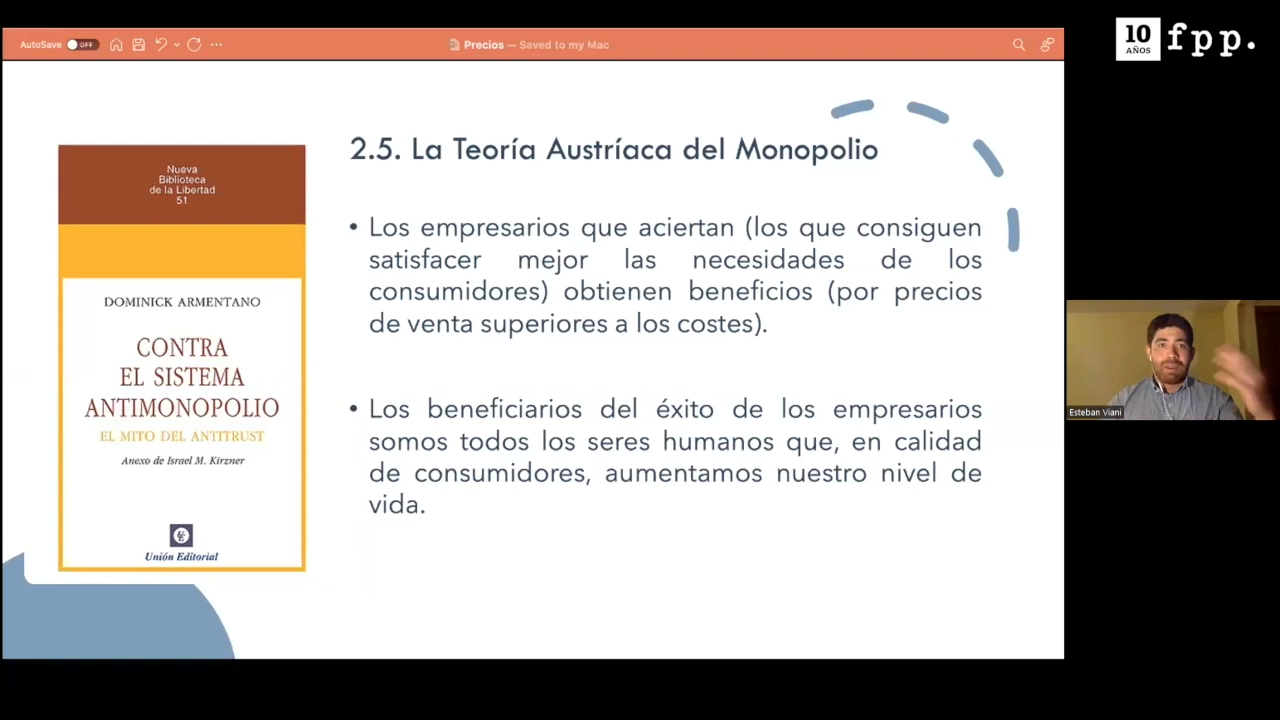 AutoSave OFF
Precios — Saved to my Mac
10
AÑOS
fpp.
Nueva
Biblioteca
de la Libertad
51
DOMINICK ARMENTANO
CONTRA
EL SISTEMA
ANTIMONOPOLIO
EL MITO DEL ANTITRUST
Anexo de Israel M. Kirzner
Unión Editorial
2.5. La Teoría Austríaca del Monopolio
• Los empresarios que aciertan (los que consiguen
satisfacer mejor las necesidades de los
consumidores) obtienen beneficios (por precios
de venta superiores a los costes).
• Los beneficiarios del éxito de los empresarios
somos todos los seres humanos que, en calidad
de consumidores, aumentamos nuestro nivel de
vida.
Esteban Viani